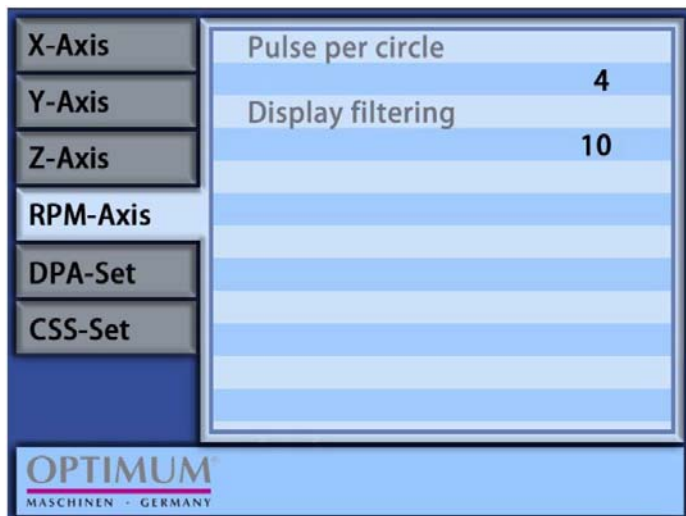 X-Axis
Y-Axis
Z-Axis
RPM-Axis
DPA-Set
CSS-Set
Pulse per circle
4
Display filtering
10
OPTIMUM®
MASCHINEN - GERMANY